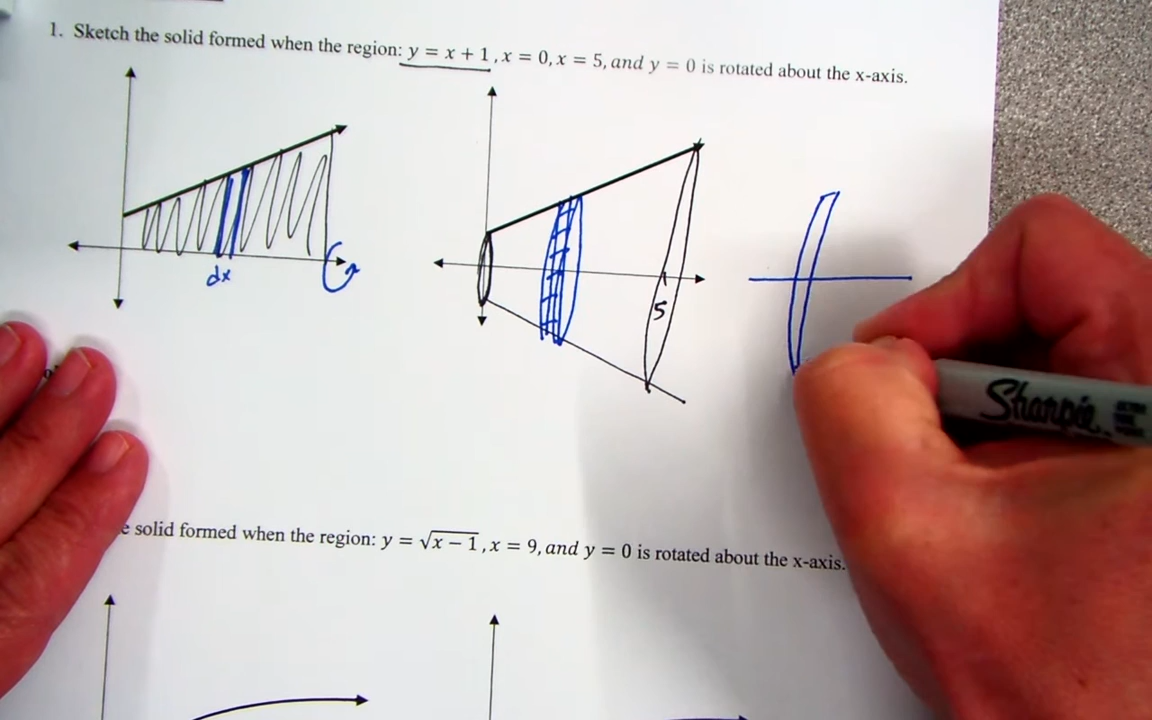 1. Sketch the solid formed when the region: y = x + 1, x = 0, x = 5, and y = 0 is rotated about the x-axis.
dx
5
Sharpie
solid formed when the region: y = √x − 1, x = 9, and y = 0 is rotated about the x-axis.